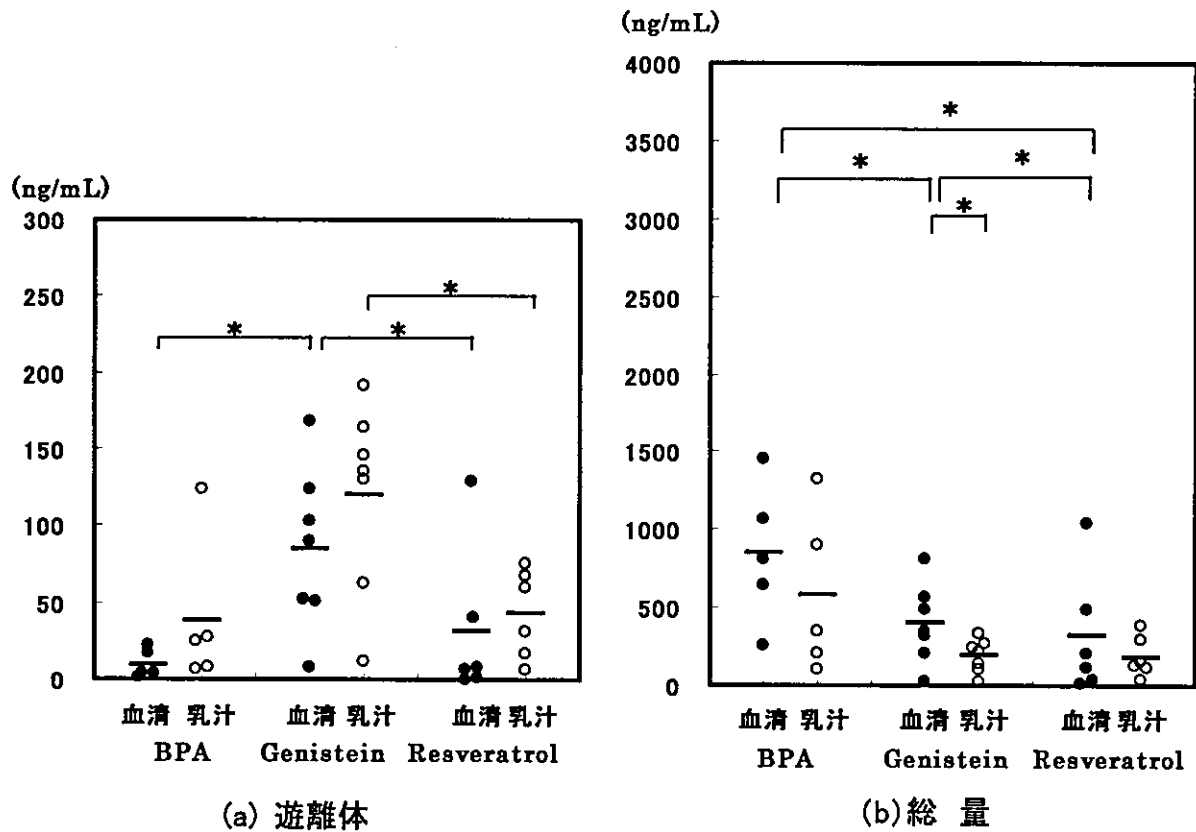 (ng/mL)
300
250
200
150
100
50
0
*
*
*
血清 乳汁 血清 乳汁 血清 乳汁
BPA Genistein Resveratrol
(a) 遊離体
(ng/mL)
4000
3500
3000
2500
2000
1500
1000
500
0
*
*
*
*
血清 乳汁 血清 乳汁 血清 乳汁
BPA Genistein Resveratrol
(b) 総 量